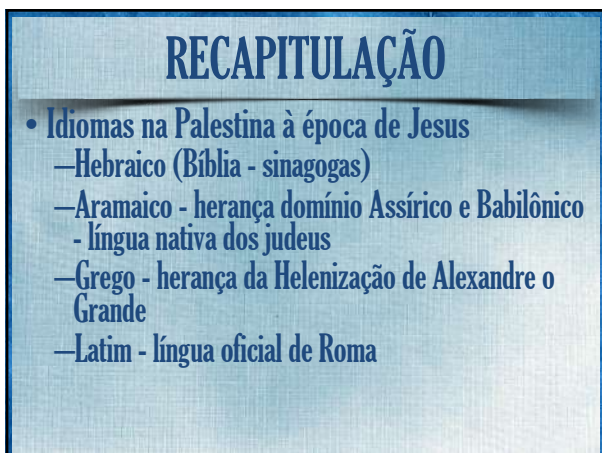 RECAPITULAÇÃO
• Idiomas na Palestina à época de Jesus
–Hebraico (Bíblia - sinagogas)
–Aramaico - herança domínio Assírico e Babilônico
- língua nativa dos judeus
–Grego - herança da Helenização de Alexandre o
Grande
–Latim - língua oficial de Roma